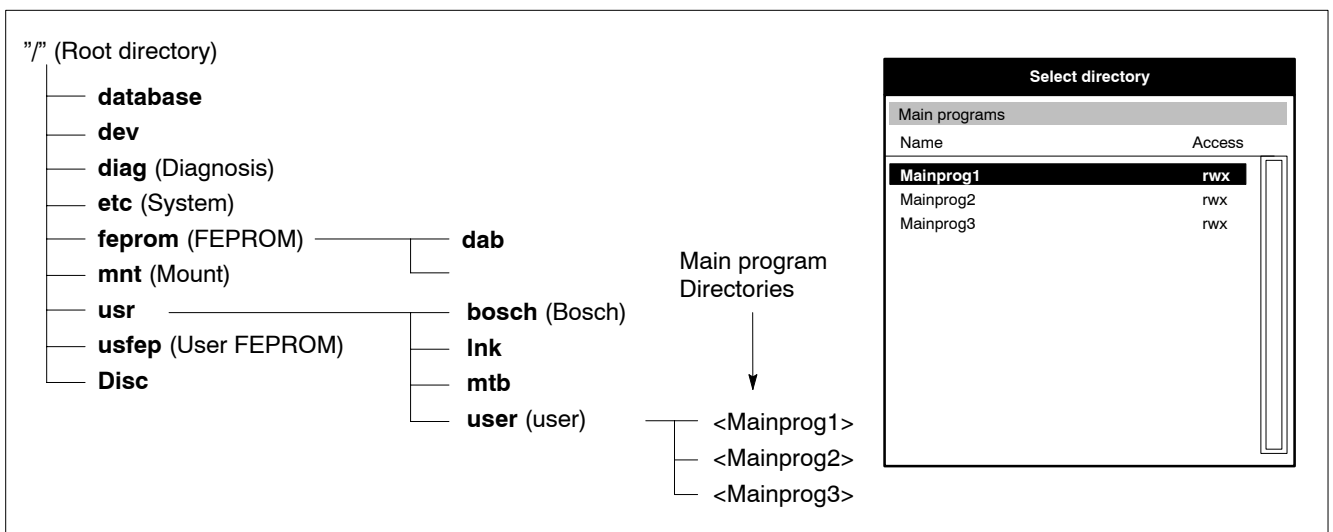 ”/” (Root directory)
database
dev
diag (Diagnosis)
etc (System)
feprom (FEPROM)
mnt (Mount)
usr
usfep (User FEPROM)
Disc
dab
bosch (Bosch)
lnk
mtb
user (user)
Main program
Directories
<Mainprog1>
<Mainprog2>
<Mainprog3>
Select directory
Main programs
Name Access
Mainprog1 rwx
Mainprog2 rwx
Mainprog3 rwx